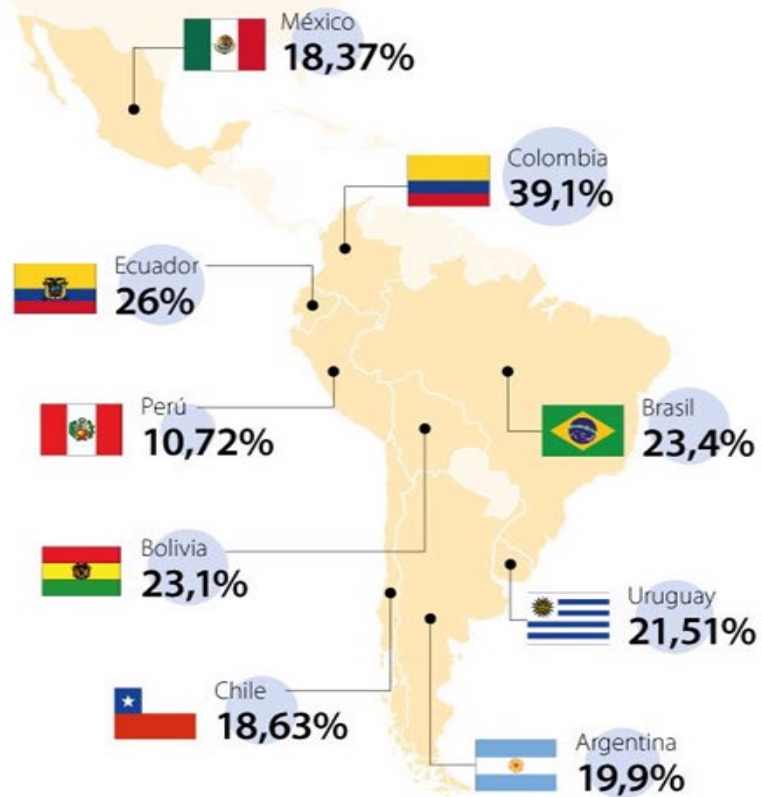 México
18,37%
Colombia
39,1%
Ecuador
26%
Perú
10,72%
Brasil
23,4%
Bolivia
23,1%
Uruguay
21,51%
Chile
18,63%
Argentina
19,9%